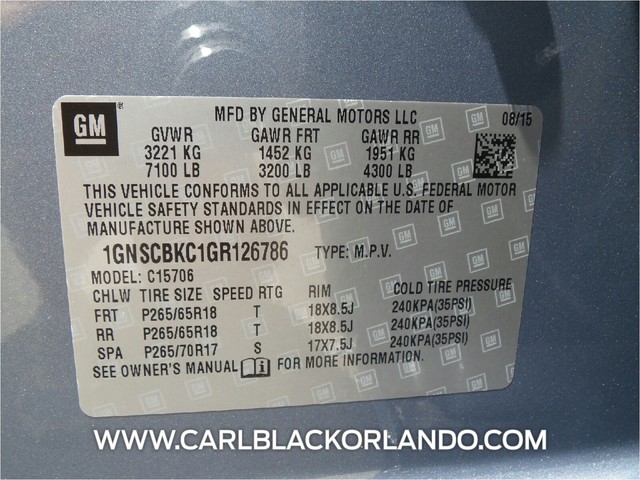 GM
MFD BY GENERAL MOTORS LLC 08/15
GVWR GAWR FRT GAWR RR
3221 KG 1452 KG 1951 KG
7100 LB 3200 LB 4300 LB
THIS VEHICLE CONFORMS TO ALL APPLICABLE U.S. FEDERAL MOTOR
VEHICLE SAFETY STANDARDS IN EFFECT ON THE DATE OF
MANUFACTURE SHOWN ABOVE.
1GNSCBKC1GR126786 TYPE: M.P.V.
MODEL: C15706
CHLW TIRE SIZE SPEED RTG RIM COLD TIRE PRESSURE
FRT P265/65R18 T 18X8.5J 240KPA(35PSI)
RR P265/65R18 T 18X8.5J 240KPA(35PSI)
SPA P265/70R17 S 17X7.5J 240KPA(35PSI)
SEE OWNER'S MANUAL FOR MORE INFORMATION.
WWW.CARLBLACKORLANDO.COM